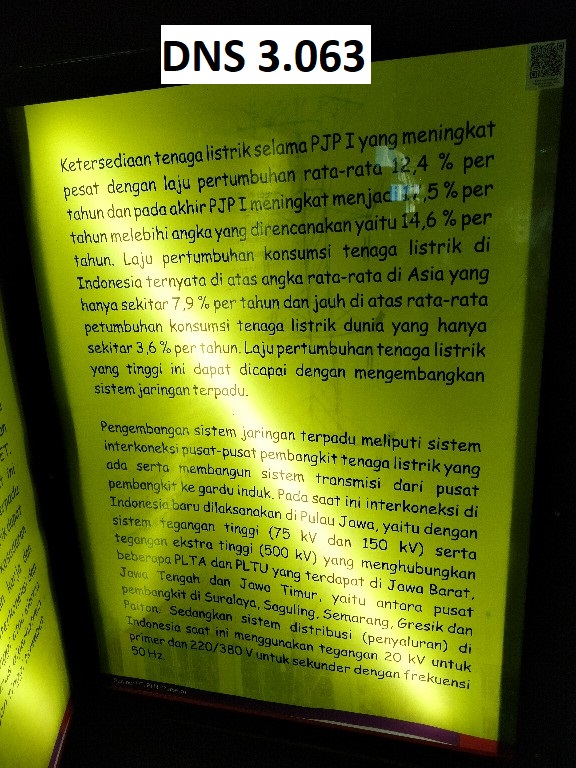 DNS 3.063
Ketersediaan tenaga listrik selama PJP I yang meningkat
pesat dengan laju pertumbuhan rata-rata 12,4 % per
tahun dan pada akhir PJP I meningkat menjadi ,5 % per
tahun melebihi angka yang direncanakan yaitu 14,6 % per
tahun. Laju pertumbuhan konsumsi tenaga listrik di
Indonesia ternyata di atas angka rata-rata di Asia yang
hanya sekitar 7,9 % per tahun dan jauh di atas rata-rata
petumbuhan konsumsi tenaga listrik dunia yang hanya
sekitar 3,6 % per tahun. Laju pertumbuhan tenaga listrik
yang tinggi ini dapat dicapai dengan mengembangkan
sistem jaringan terpadu.
Pengembangan sistem jaringan terpadu meliputi sistem
interkoneksi pusat-pusat pembangkit tenaga listrik yang
ada serta membangun sistem transmisi dari pusat
pembangkit ke gardu induk. Pada saat ini interkoneksi di
Indonesia baru dilaksanakan di Pulau Jawa, yaitu dengan
sistem tegangan tinggi (75 kV dan 150 kV) serta
tegangan ekstra tinggi (500 kV) yang menghubungkan
beberapa PLTA dan PLTU yang terdapat di Jawa Barat,
Jawa Tengah dan Jawa Timur, yaitu antara pusat
pembangkit di Suralaya, Saguling, Semarang, Gresik dan
Paiton. Sedangkan sistem distribusi (penyaluran) di
Indonesia saat ini menggunakan tegangan 20 kV untuk
primer dan 220/380 V untuk sekunder dengan frekuensi
50 Hz.